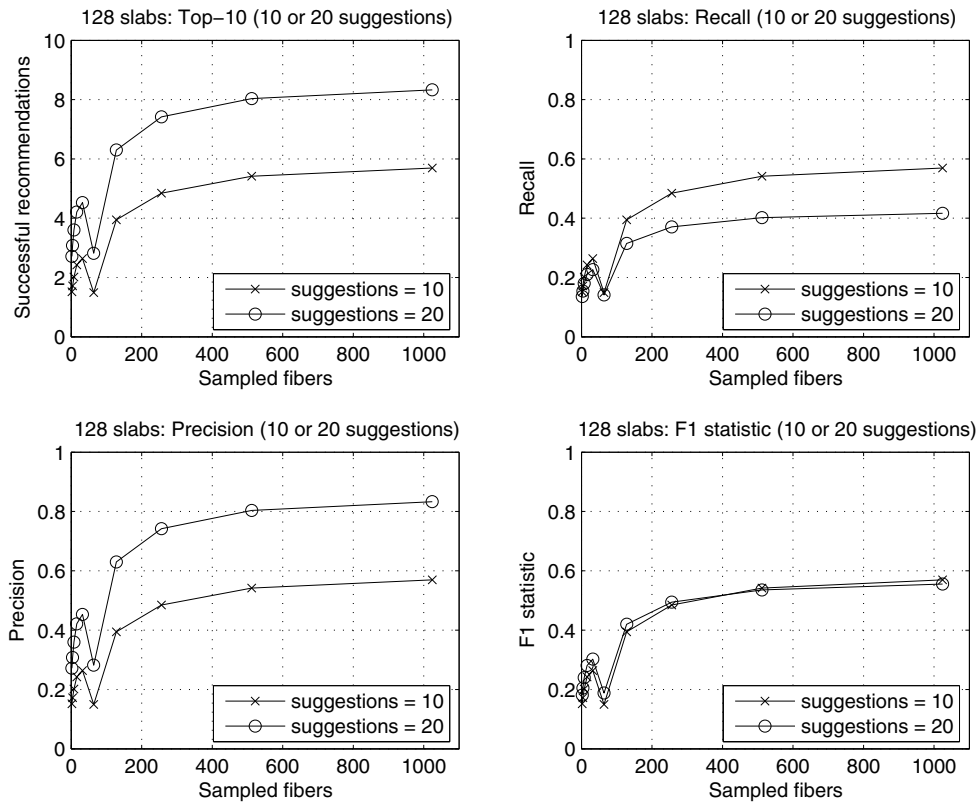 128 slabs: Top-10 (10 or 20 suggestions)
10
8
6
4
2
0
Successful recommendations
suggestions = 10
suggestions = 20
0 200 400 600 800 1000
Sampled fibers
128 slabs: Recall (10 or 20 suggestions)
1
0.8
0.6
0.4
0.2
0
Recall
suggestions = 10
suggestions = 20
0 200 400 600 800 1000
Sampled fibers
128 slabs: Precision (10 or 20 suggestions)
1
0.8
0.6
0.4
0.2
0
Precision
suggestions = 10
suggestions = 20
0 200 400 600 800 1000
Sampled fibers
128 slabs: F1 statistic (10 or 20 suggestions)
1
0.8
0.6
0.4
0.2
0
F1 statistic
suggestions = 10
suggestions = 20
0 200 400 600 800 1000
Sampled fibers